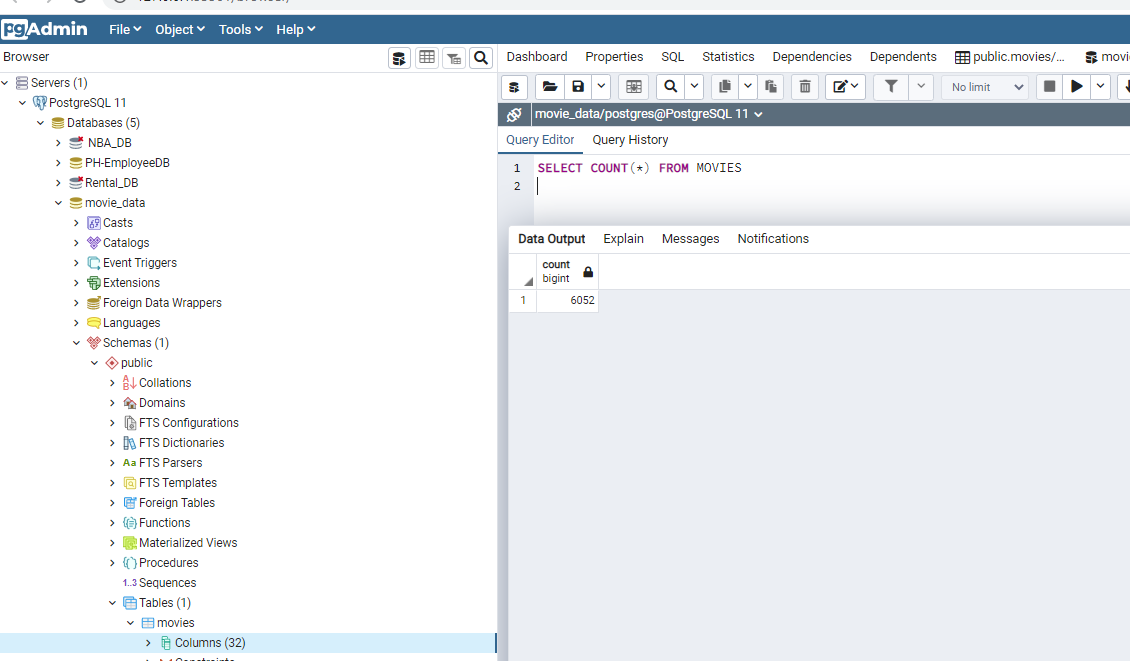 pgAdmin File Object Tools Help
Browser
Dashboard Properties SQL Statistics Dependencies Dependents public.movies/...
No limit
movie_data/postgres@PostgreSQL 11
Query Editor Query History
1 SELECT COUNT(*) FROM MOVIES
2
Data Output Explain Messages Notifications
count
bigint
1 6052
Servers (1)
PostgreSQL 11
Databases (5)
NBA_DB
PH-EmployeeDB
Rental_DB
movie_data
Casts
Catalogs
Event Triggers
Extensions
Foreign Data Wrappers
Languages
Schemas (1)
public
Collations
Domains
FTS Configurations
FTS Dictionaries
Aa FTS Parsers
FTS Templates
Foreign Tables
Functions
Materialized Views
Procedures
1..3 Sequences
Tables (1)
movies
Columns (32)